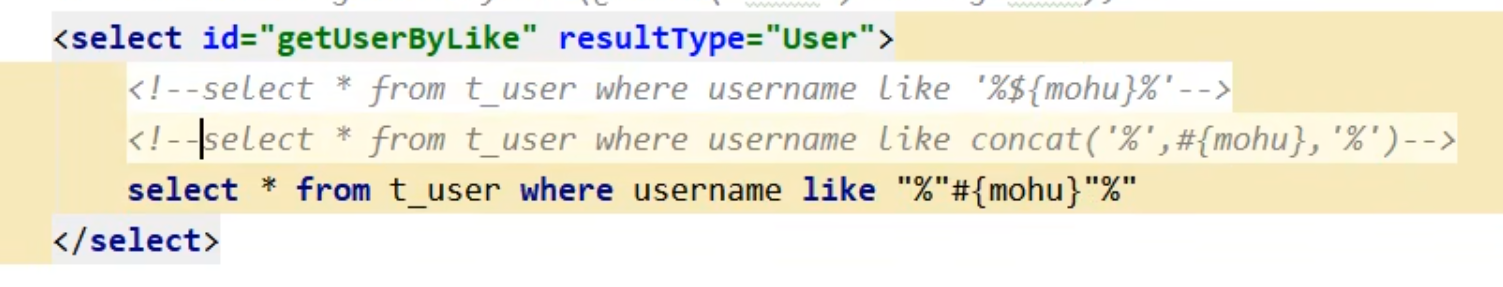 <select id="getUserByLike" resultType="User">
<!--select * from t_user where username like '%${mohu}%'-->
<!--select * from t_user where username like concat('%',#{mohu},'%')-->
select * from t_user where username like "%"#{mohu}"%"
</select>